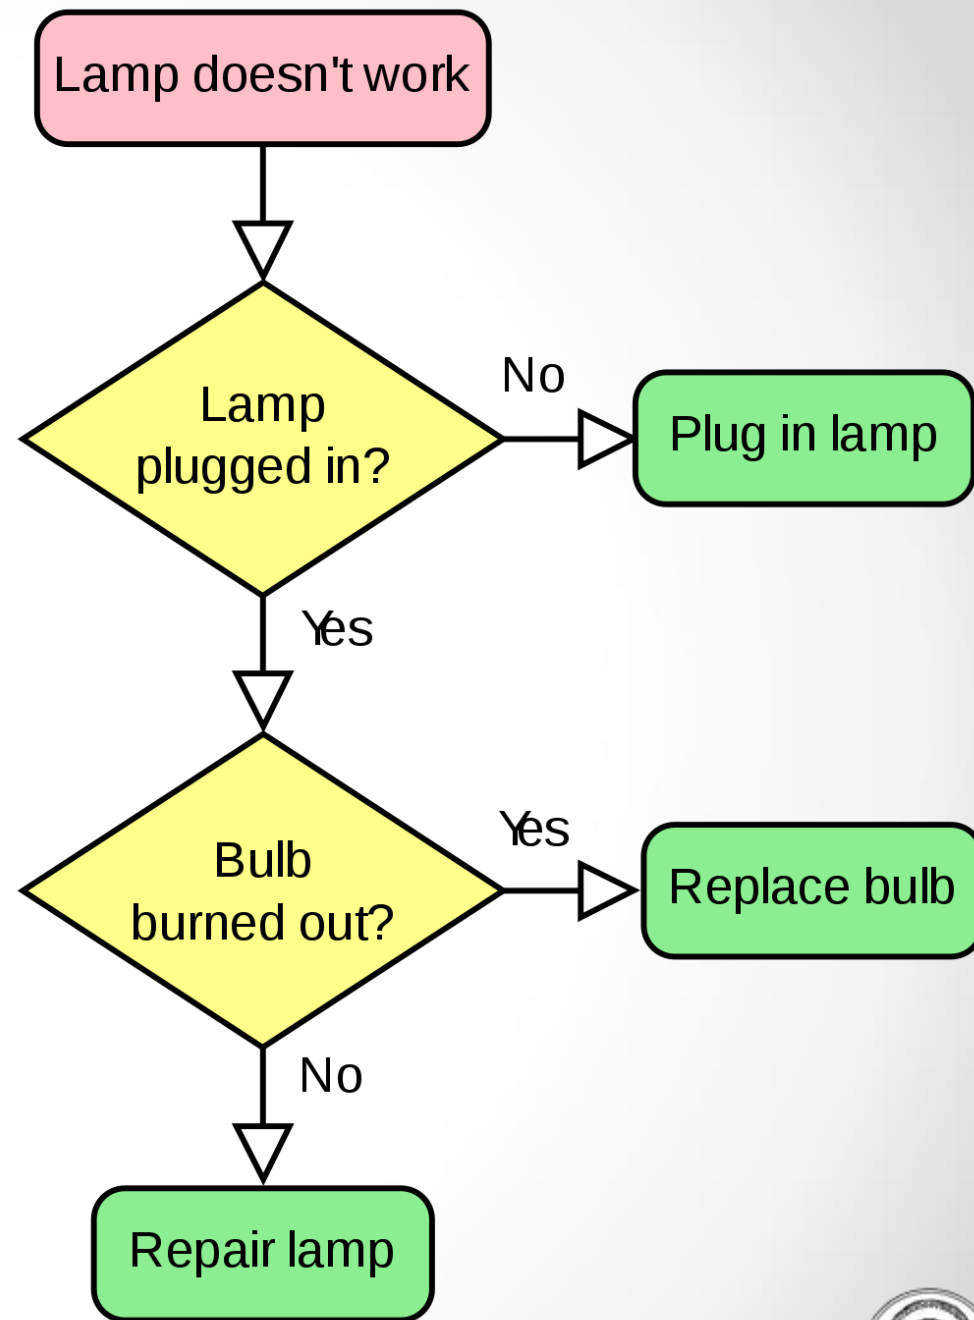 Lamp doesn't work
Lamp
plugged in?
No
Plug in lamp
Yes
Bulb
burned out?
Yes
Replace bulb
No
Repair lamp